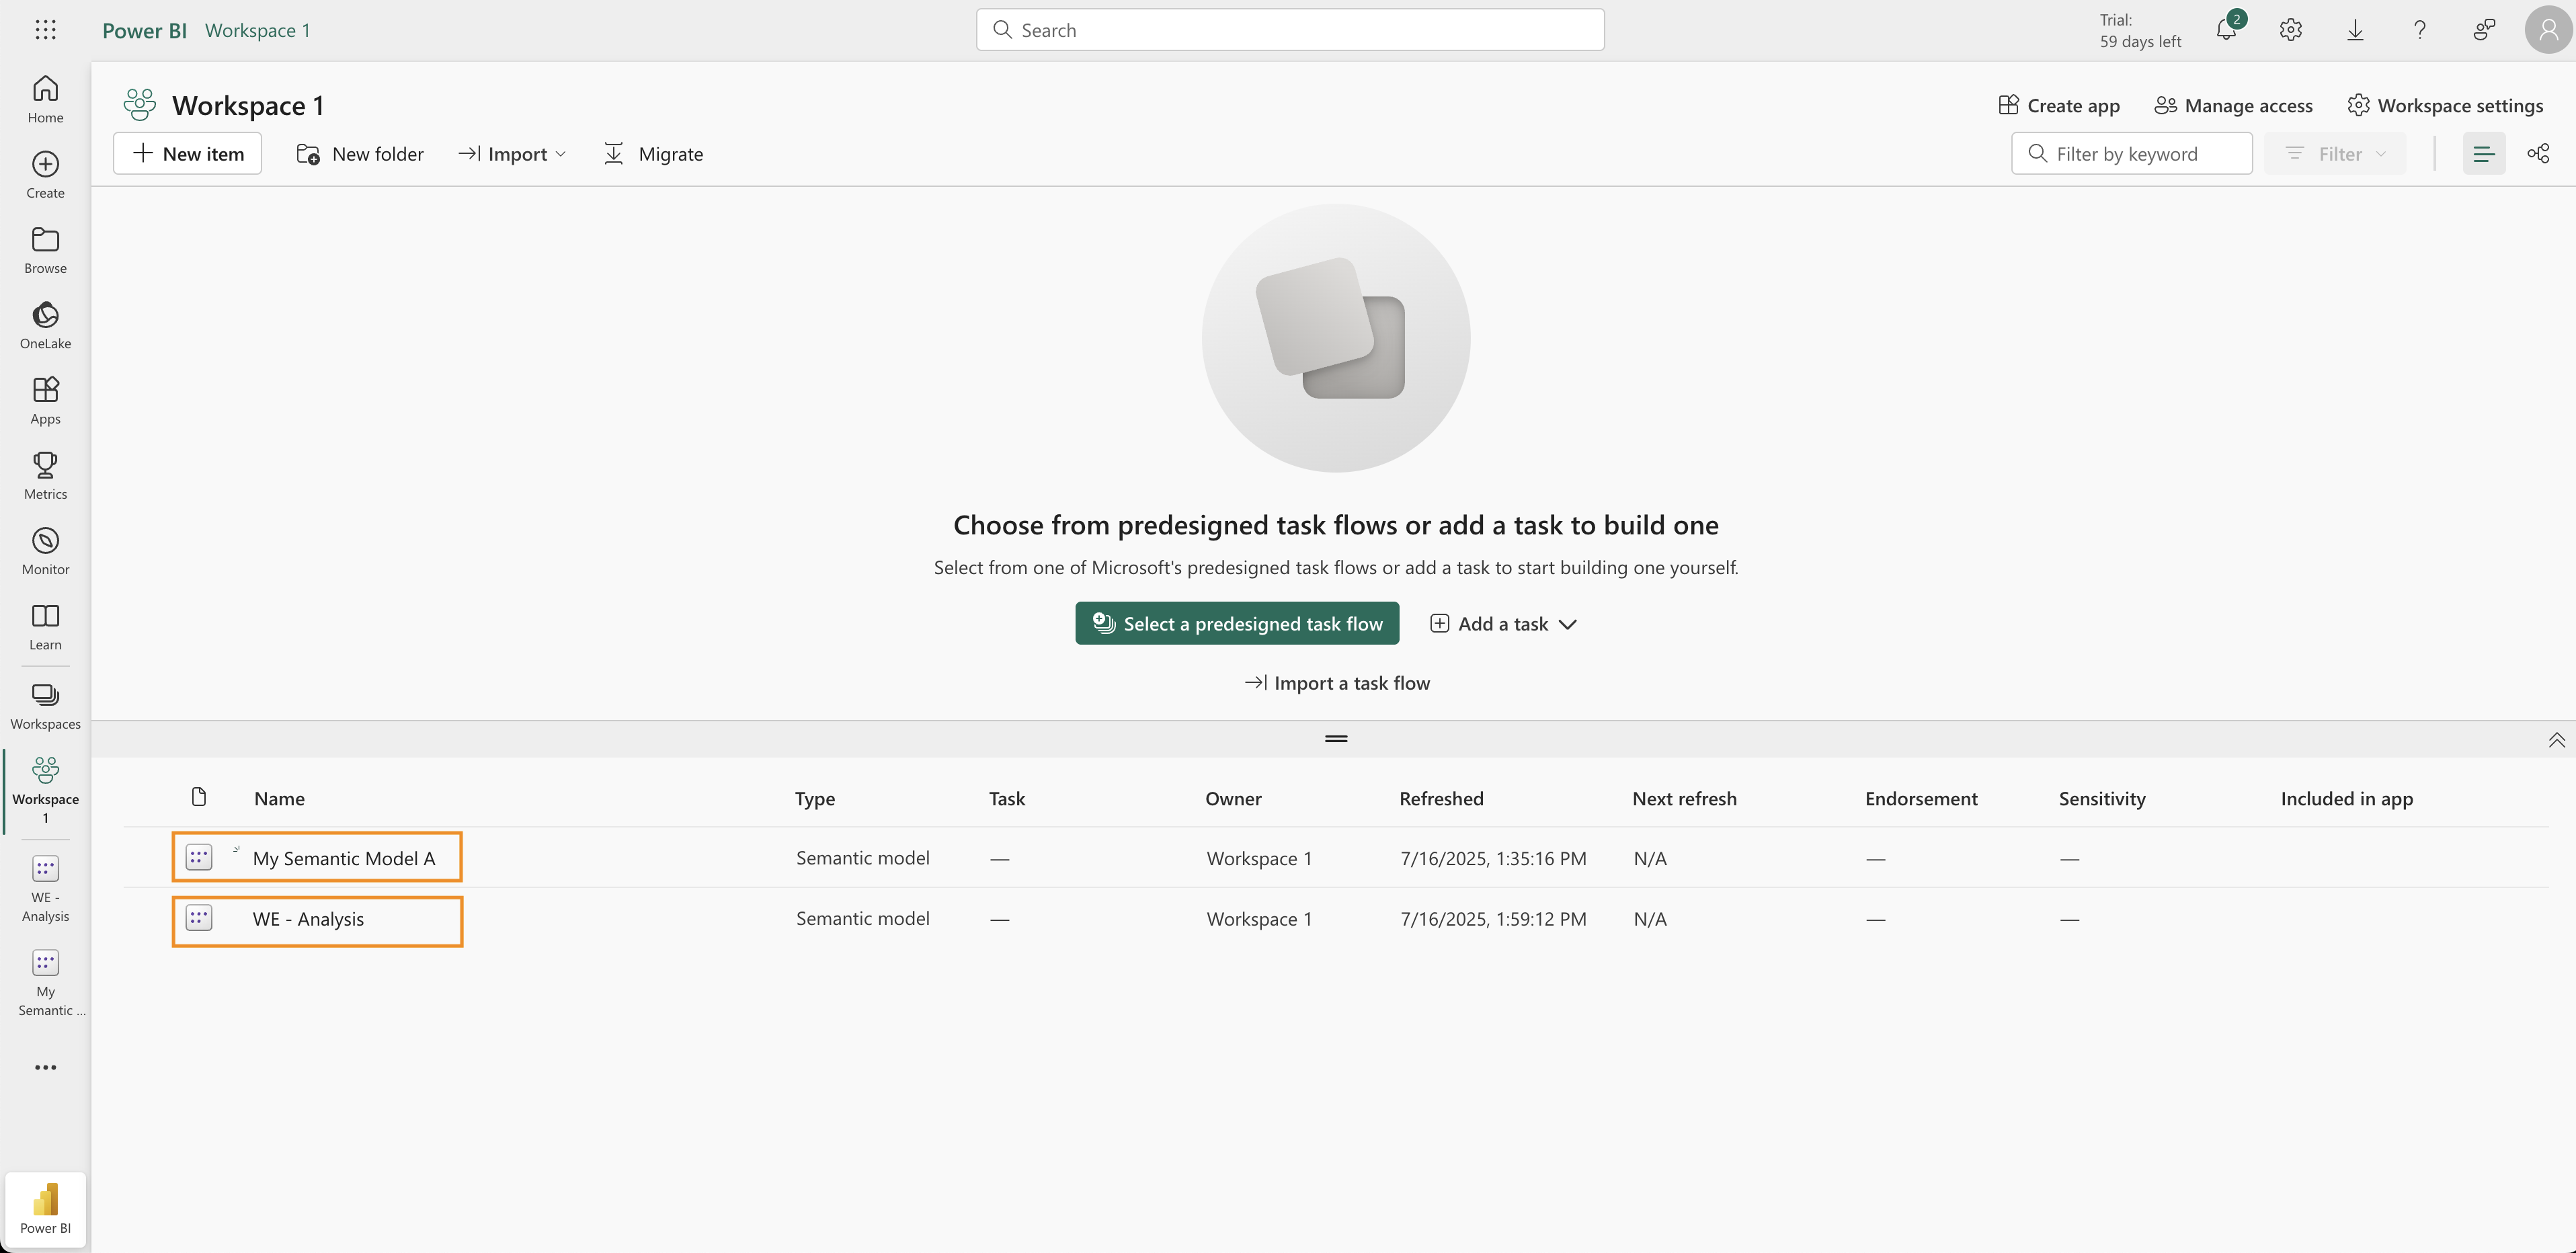 Power BI Workspace 1
Search
Trial:
59 days left
2
Home
Create
Browse
OneLake
Apps
Metrics
Monitor
Learn
Workspaces
Workspace
1
WE -
Analysis
My
Semantic ...
Power BI
Workspace 1
Create app
Manage access
Workspace settings
New item
New folder
Import
Migrate
Filter by keyword
Filter
Choose from predesigned task flows or add a task to build one
Select from one of Microsoft's predesigned task flows or add a task to start building one yourself.
Select a predesigned task flow
Add a task
Import a task flow
Name Type Task Owner Refreshed Next refresh Endorsement Sensitivity Included in app
My Semantic Model A Semantic model — Workspace 1 7/16/2025, 1:35:16 PM N/A — —
WE - Analysis Semantic model — Workspace 1 7/16/2025, 1:59:12 PM N/A — —